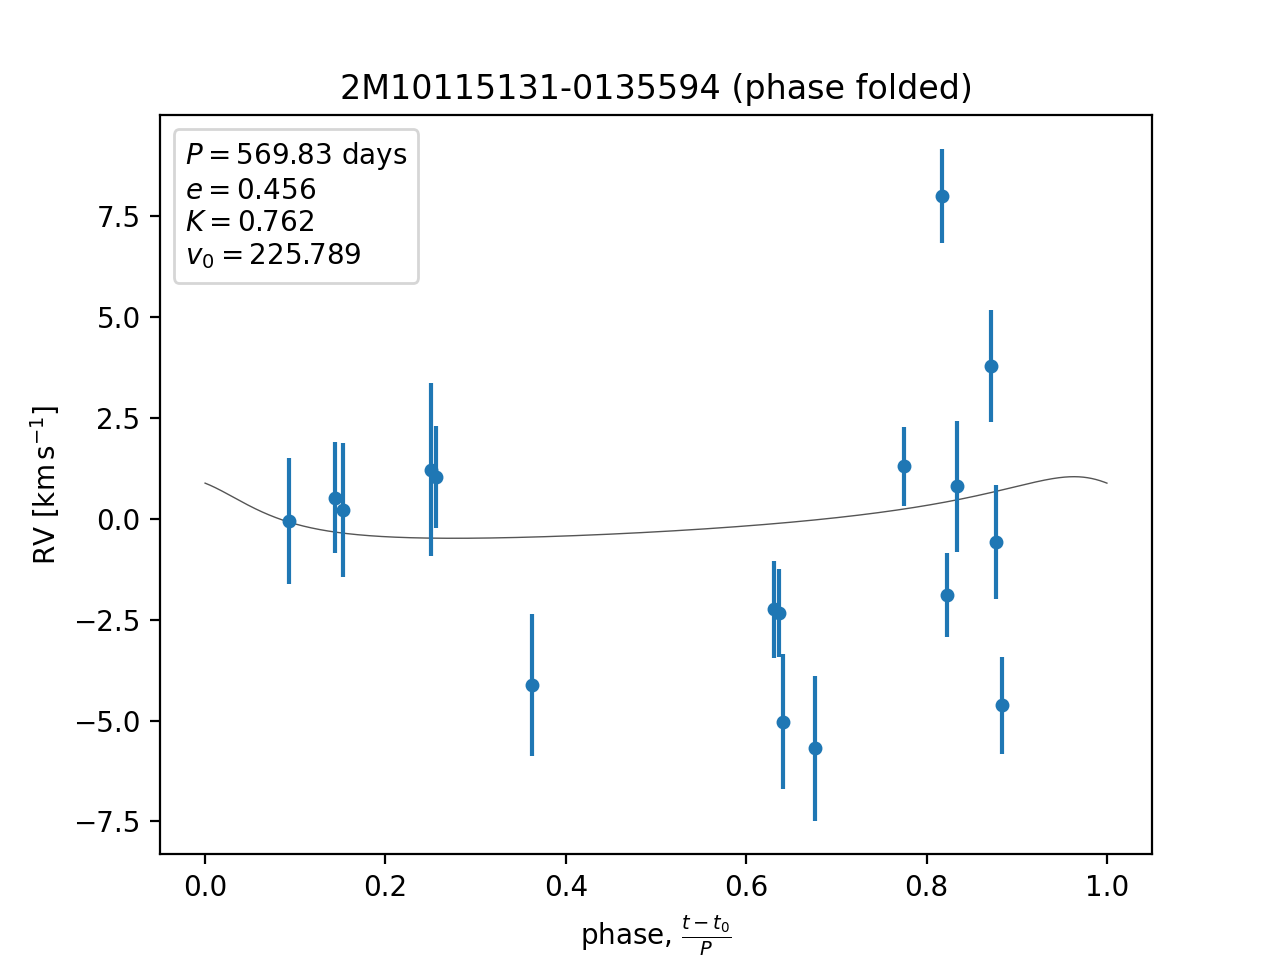 2M10115131-0135594 (phase folded)
P = 569.83 days
e = 0.456
K = 0.762
v₀ = 225.789
7.5
5.0
2.5
0.0
−2.5
−5.0
−7.5
RV [km s⁻¹]
0.0 0.2 0.4 0.6 0.8 1.0
phase, (t − t₀)/P